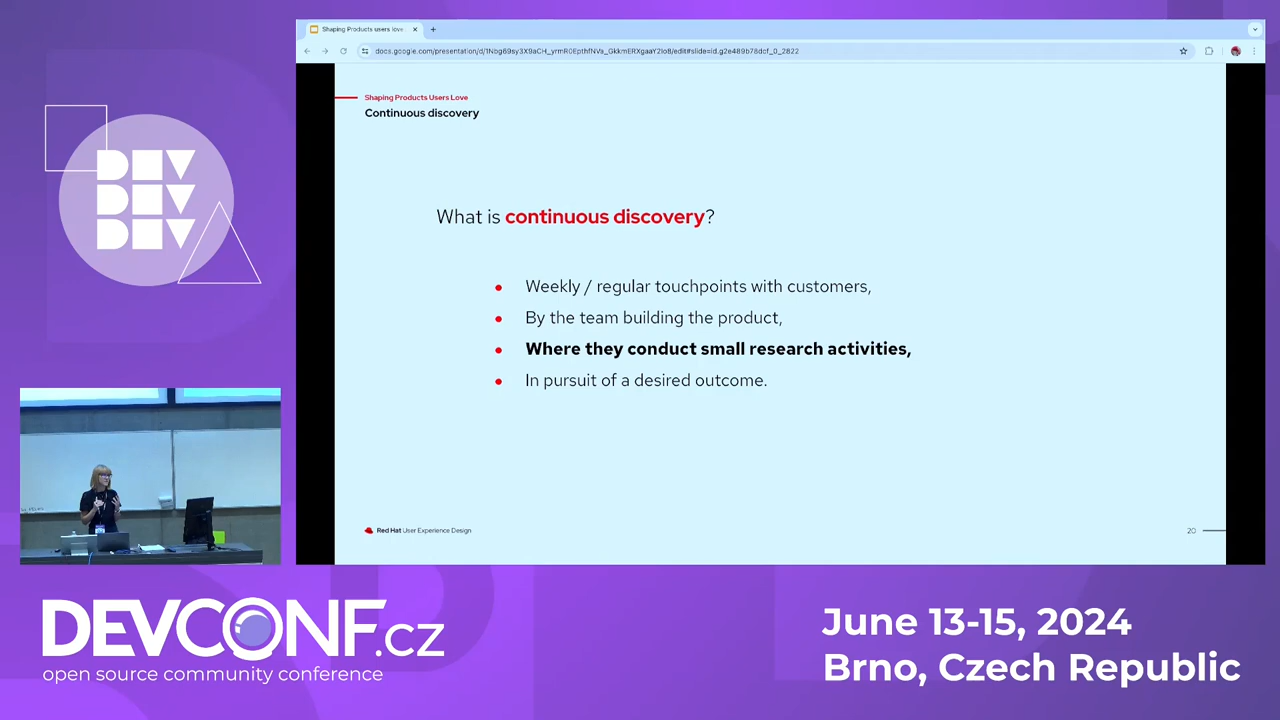 Shaping Products users love
docs.google.com/presentation/d/1Nbg69sy3X9aCH_yrmR0EpthfNVa_GkkmERXgaaY2Io8/edit#slide=id.g2e489b78dcf_0_2822
Shaping Products Users Love
Continuous discovery
What is continuous discovery?
Weekly / regular touchpoints with customers,
By the team building the product,
Where they conduct small research activities,
In pursuit of a desired outcome.
Red Hat User Experience Design
20
DEV
DEV
DEV
DEVCONF.cz
open source community conference
June 13-15, 2024
Brno, Czech Republic